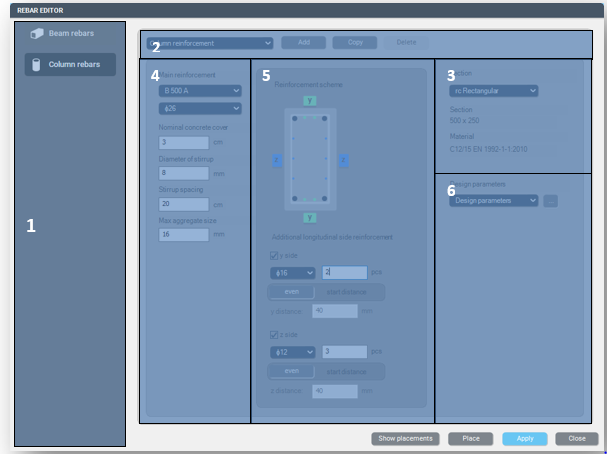 REBAR EDITOR
Beam rebars
Column rebars
1
2
Column reinforcement
Add
Copy
Delete
4
Main reinforcement
B 500 A
ϕ26
Nominal concrete cover
3 cm
Diameter of stirrup
8 mm
Stirrup spacing
20 cm
Max aggregate size
16 mm
5
Reinforcement scheme
y
z
z
y
Additional longitudinal side reinforcement
y side
ϕ16
2 pcs
even
start distance
y distance 40 mm
z side
ϕ12
3 pcs
even
start distance
z distance 40 mm
3
Section
rc Rectangular
Section
500 x 250
Material
C12/15 EN 1992-1-1:2010
6
Design parameters
Design parameters
...
Show placements
Place
Apply
Close